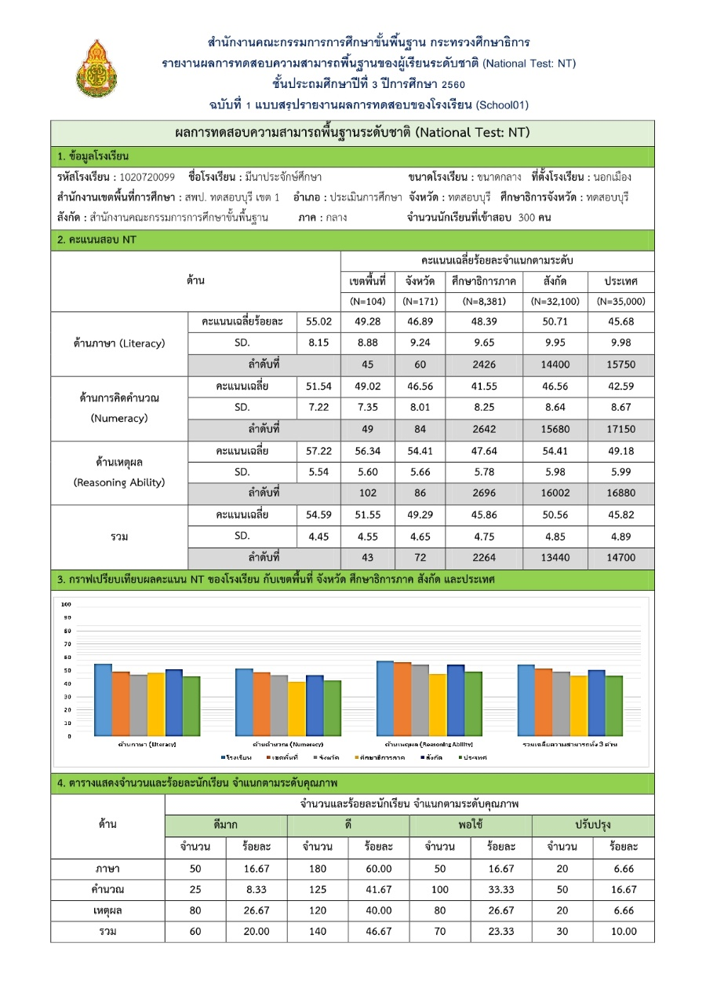 สำนักงานคณะกรรมการการศึกษาขั้นพื้นฐาน กระทรวงศึกษาธิการ
รายงานผลการทดสอบความสามารถพื้นฐานของผู้เรียนระดับชาติ (National Test: NT)
ชั้นประถมศึกษาปีที่ 3 ปีการศึกษา 2560
ฉบับที่ 1 แบบสรุปรายงานผลการทดสอบของโรงเรียน (School01)
ผลการทดสอบความสามารถพื้นฐานระดับชาติ (National Test: NT)
1. ข้อมูลโรงเรียน
รหัสโรงเรียน : 1020720099 ชื่อโรงเรียน : มีนาประจักษ์ศึกษา ขนาดโรงเรียน : ขนาดกลาง ที่ตั้งโรงเรียน : นอกเมือง
สำนักงานเขตพื้นที่การศึกษา : สพป. ทดสอบบุรี เขต 1 อำเภอ : ประเมินการศึกษา จังหวัด : ทดสอบบุรี ศึกษาธิการจังหวัด : ทดสอบบุรี
สังกัด : สำนักงานคณะกรรมการการศึกษาขั้นพื้นฐาน ภาค : กลาง จำนวนนักเรียนที่เข้าสอบ 300 คน
2. คะแนนสอบ NT
ด้าน คะแนนเฉลี่ยร้อยละจำแนกตามระดับ
เขตพื้นที่ จังหวัด ศึกษาธิการภาค สังกัด ประเทศ
(N=104) (N=171) (N=8,381) (N=32,100) (N=35,000)
ด้านภาษา (Literacy) คะแนนเฉลี่ยร้อยละ 55.02 49.28 46.89 48.39 50.71 45.68
SD. 8.15 8.88 9.24 9.65 9.95 9.98
ลำดับที่ 45 60 2426 14400 15750
ด้านการคิดคำนวณ (Numeracy) คะแนนเฉลี่ย 51.54 49.02 46.56 41.55 46.56 42.59
SD. 7.22 7.35 8.01 8.25 8.64 8.67
ลำดับที่ 49 84 2642 15680 17150
ด้านเหตุผล (Reasoning Ability) คะแนนเฉลี่ย 57.22 56.34 54.41 47.64 54.41 49.18
SD. 5.54 5.60 5.66 5.78 5.98 5.99
ลำดับที่ 102 86 2696 16002 16880
รวม คะแนนเฉลี่ย 54.59 51.55 49.29 45.86 50.56 45.82
SD. 4.45 4.55 4.65 4.75 4.85 4.89
ลำดับที่ 43 72 2264 13440 14700
3. กราฟเปรียบเทียบผลคะแนน NT ของโรงเรียน กับเขตพื้นที่ จังหวัด ศึกษาธิการภาค สังกัด และประเทศ
100
90
80
70
60
50
40
30
20
10
0
ด้านภาษา (Literacy) ด้านคำนวณ (Numeracy) ด้านเหตุผล (Reasoning Ability) รวมเฉลี่ยความสามารถทั้ง 3 ด้าน
โรงเรียน เขตพื้นที่ จังหวัด ศึกษาธิการภาค สังกัด ประเทศ
4. ตารางแสดงจำนวนและร้อยละนักเรียน จำแนกตามระดับคุณภาพ
ด้าน จำนวนและร้อยละนักเรียน จำแนกตามระดับคุณภาพ
ดีมาก ดี พอใช้ ปรับปรุง
จำนวน ร้อยละ จำนวน ร้อยละ จำนวน ร้อยละ จำนวน ร้อยละ
ภาษา 50 16.67 180 60.00 50 16.67 20 6.66
คำนวณ 25 8.33 125 41.67 100 33.33 50 16.67
เหตุผล 80 26.67 120 40.00 80 26.67 20 6.66
รวม 60 20.00 140 46.67 70 23.33 30 10.00